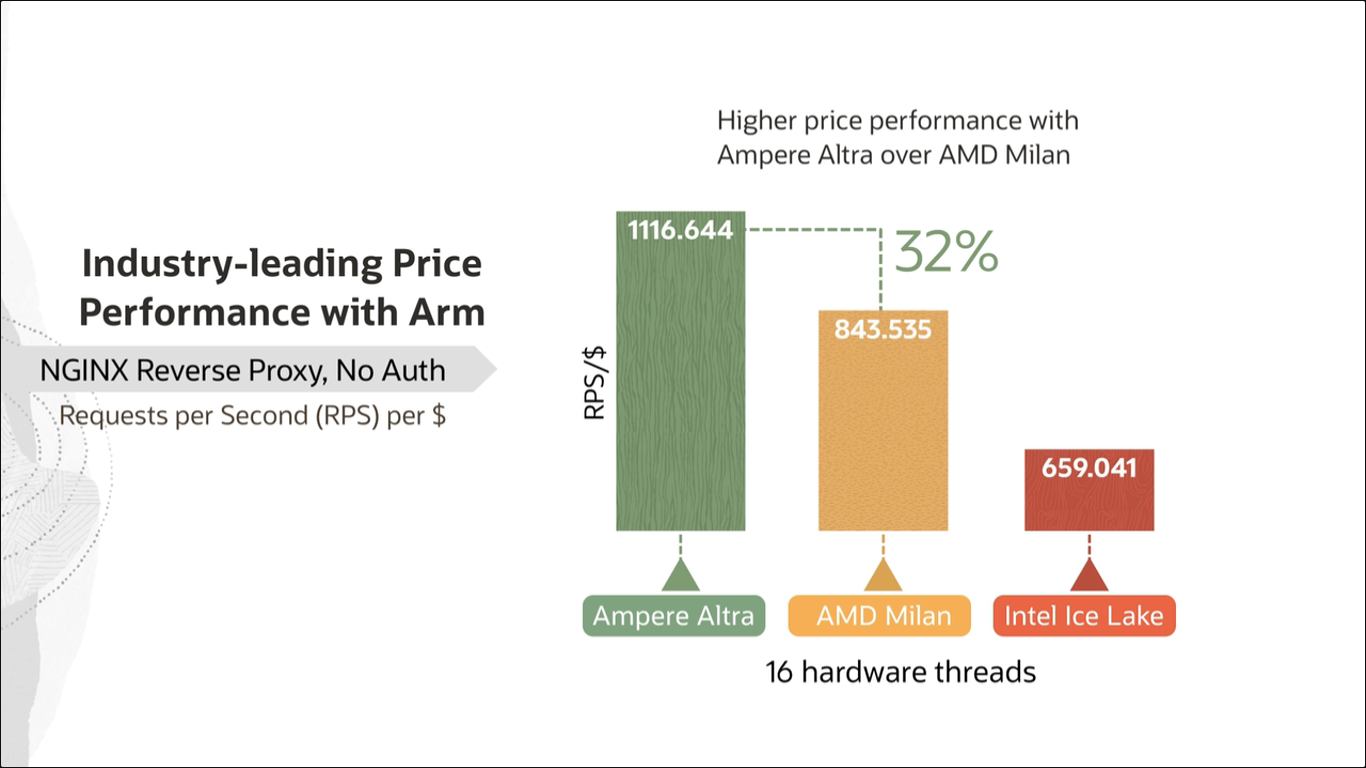 Industry-leading Price
Performance with Arm
NGINX Reverse Proxy, No Auth
Requests per Second (RPS) per $
Higher price performance with
Ampere Altra over AMD Milan
1116.644
32%
843.535
659.041
RPS/$
Ampere Altra
AMD Milan
Intel Ice Lake
16 hardware threads